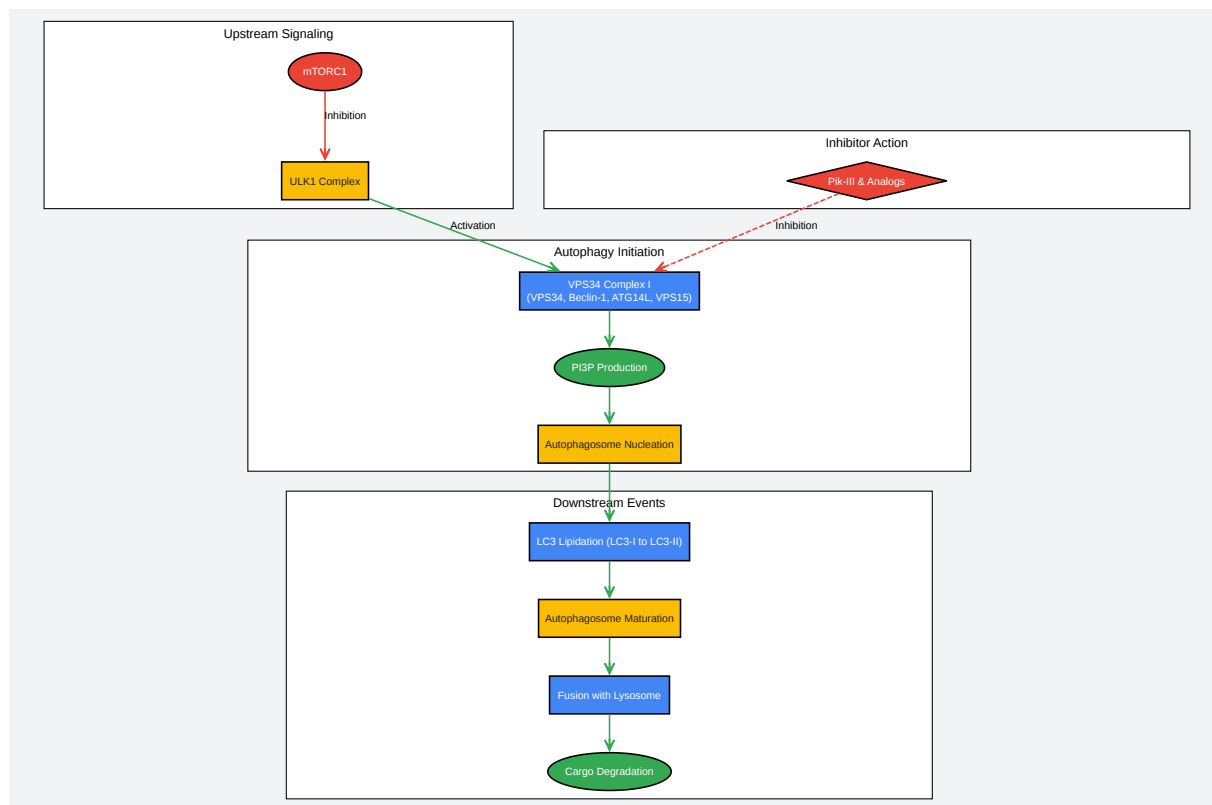 Upstream Signaling
mTORC1
Inhibition
ULK1 Complex
Inhibitor Action
Pik-III & Analogs
Activation
Inhibition
Autophagy Initiation
VPS34 Complex I
(VPS34, Beclin-1, ATG14L, VPS15)
PI3P Production
Autophagosome Nucleation
Downstream Events
LC3 Lipidation (LC3-I to LC3-II)
Autophagosome Maturation
Fusion with Lysosome
Cargo Degradation